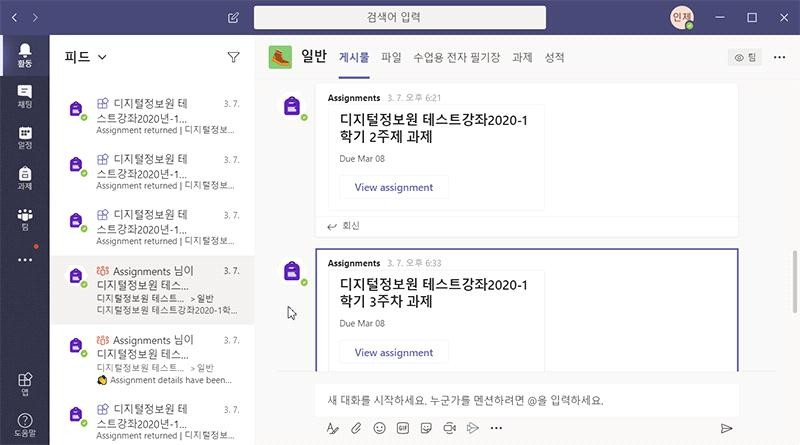 검색어 입력
인제
활동
채팅
일정
과제
팀
앱
도움말
피드
디지털정보원 테
스트강좌2020년-1...
Assignment returned | 디지털정보...
3. 7.
디지털정보원 테
스트강좌2020년-1...
Assignment returned | 디지털정보...
3. 7.
디지털정보원 테
스트강좌2020년-1...
Assignment returned | 디지털정보...
3. 7.
Assignments 님이
3. 7.
디지털정보원 테스...
디지털정보원 테스트... > 일반
디지털정보원 테스트강좌2020-1학...
Assignments 님이
3. 7.
디지털정보원 테스...
디지털정보원 테스트... > 일반
Assignment details have been...
디지털정보원 테
3. 7.
스트강좌2020년-1...
Assignment returned | 디지털정보...
일반
게시물
파일
수업용 전자 필기장
과제
성적
팀
Assignments 3. 7. 오후 6:21
디지털정보원 테스트강좌2020-1
학기 2주제 과제
Due Mar 08
View assignment
회신
Assignments 3. 7. 오후 6:33
디지털정보원 테스트강좌2020-1
학기 3주차 과제
Due Mar 08
View assignment
새 대화를 시작하세요. 누군가를 멘션하려면 @을 입력하세요.
GIF